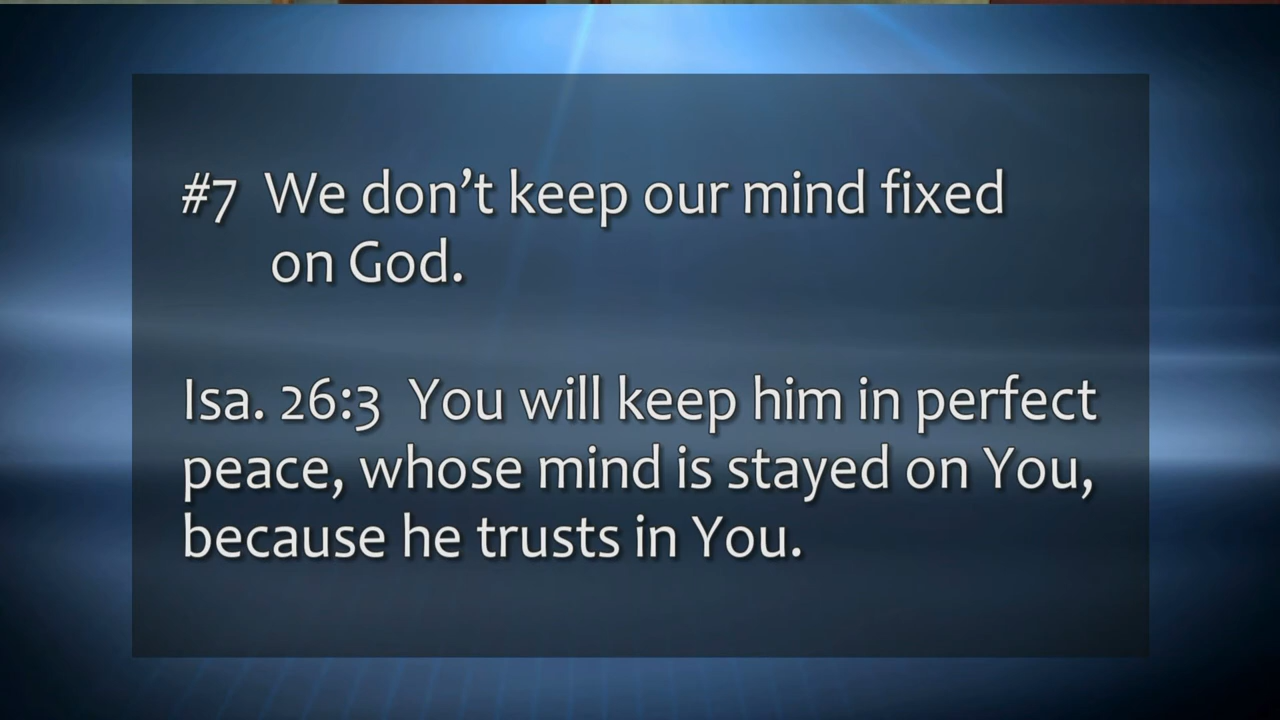 #7 We don’t keep our mind fixed
on God.
Isa. 26:3 You will keep him in perfect
peace, whose mind is stayed on You,
because he trusts in You.